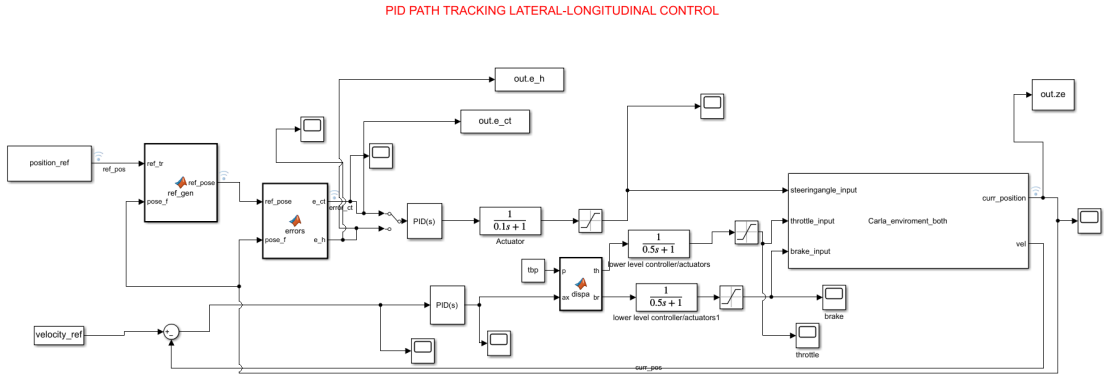 PID PATH TRACKING LATERAL-LONGITUDINAL CONTROL
out.e_h
out.ze
out.e_ct
position_ref
ref_pos
ref_tr
ref_pose
ref_gen
pose_f
ref_pose
e_ct
error_ct
errors
pose_f
e_h
PID(s)
1
0.1s + 1
Actuator
steeringangle_input
throttle_input
brake_input
Carla_enviroment_both
curr_position
vel
1
0.5s + 1
lower level controller/actuators
tbp
p
th
dispa
ax
br
1
0.5s + 1
lower level controller/actuators1
brake
throttle
PID(s)
velocity_ref
+
−
curr_pos